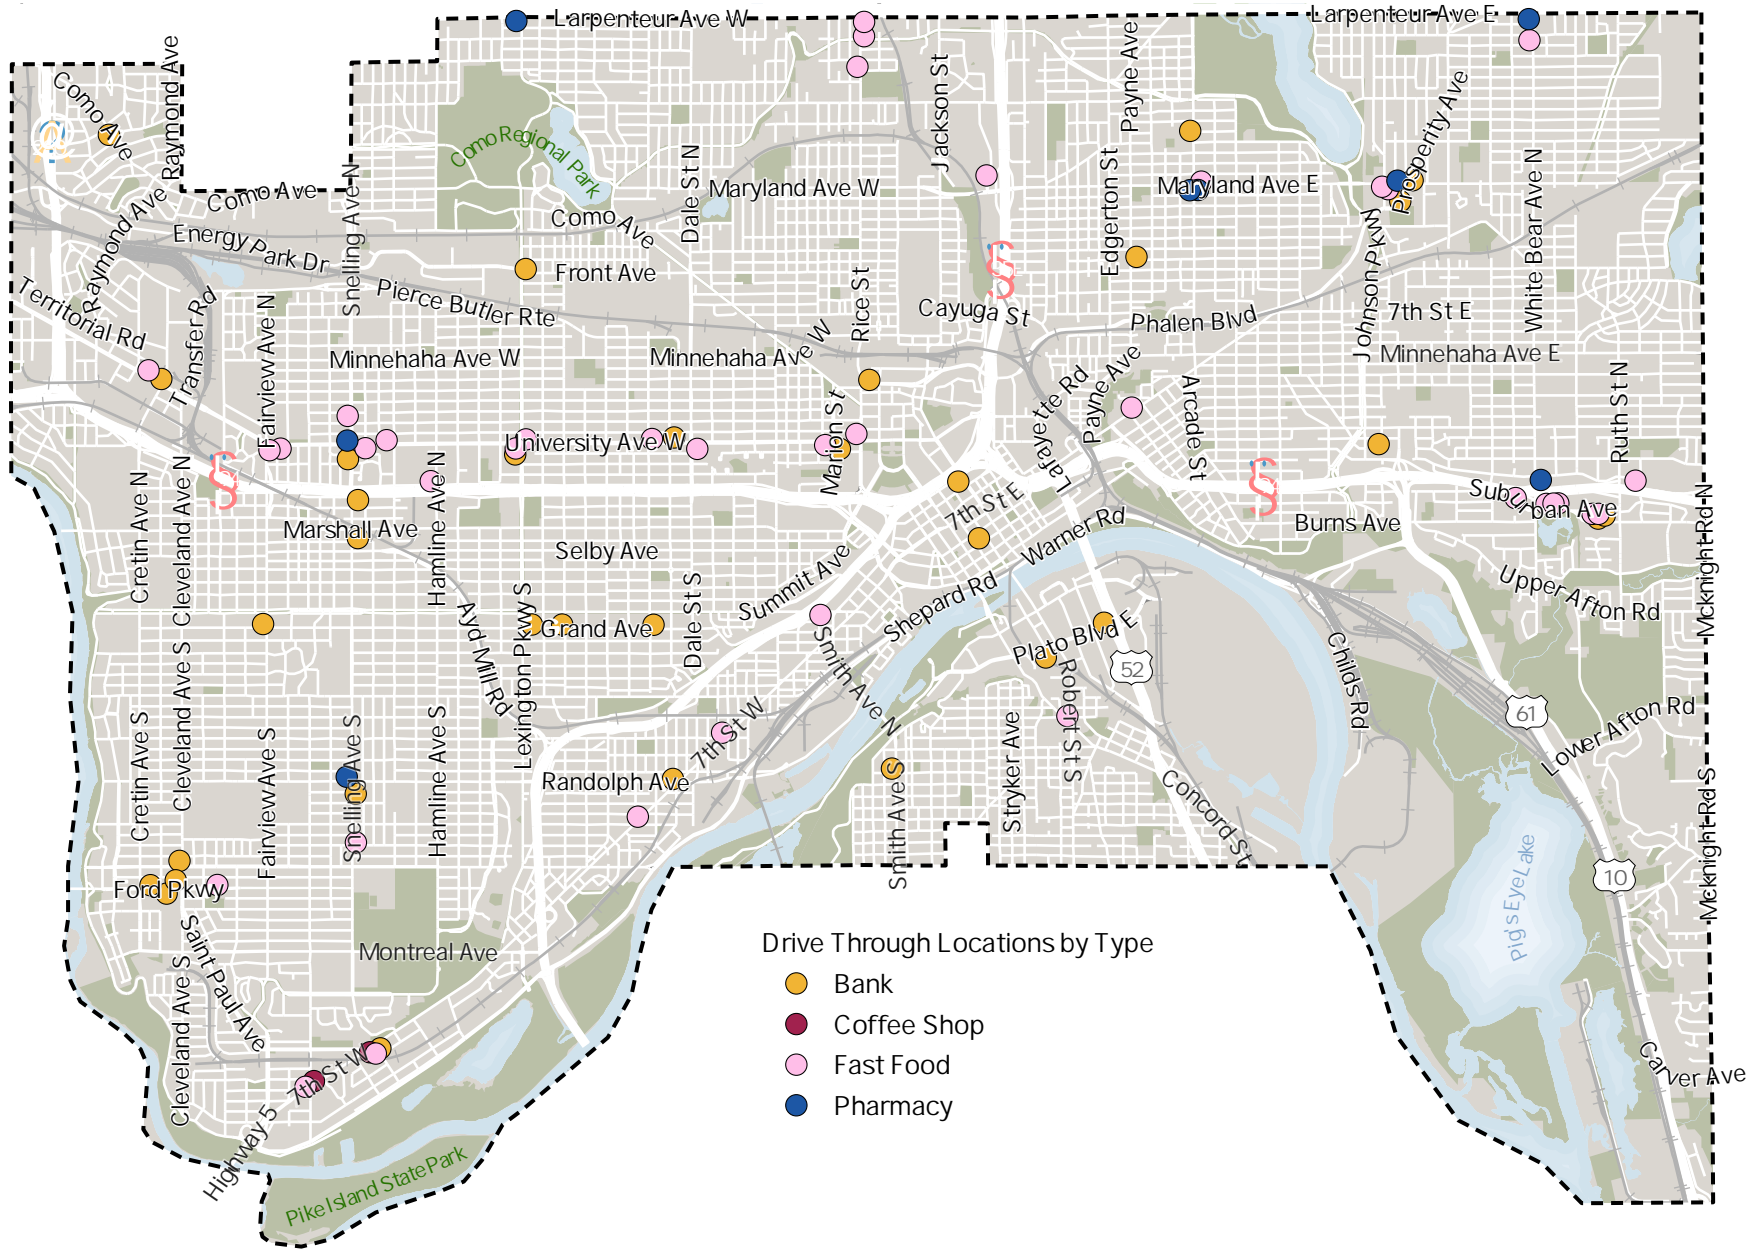 Larpenteur Ave W
Larpenteur Ave E
Como Ave
Raymond Ave
Payne Ave
Jackson St
Prosperity Ave
Como Regional Park
Dale St N
Maryland Ave W
Maryland Ave E
Edgerton St
White Bear Ave N
Snelling Ave N
Como Ave
Raymond Ave
Como Ave
Energy Park Dr
Front Ave
Johnson Pkwy
Territorial Rd
Transfer Rd
Fairview Ave N
Pierce Butler Rte
Rice St
Cayuga St
Phalen Blvd
7th St E
Minnehaha Ave W
Minnehaha Ave W
Minnehaha Ave E
Lafayette Rd
Payne Ave
Arcade St
Ruth St N
Marion St
University Ave W
Cretin Ave N
Cleveland Ave N
Hamline Ave N
7th St E
Suburban Ave
Marshall Ave
Burns Ave
Mcknight Rd N
Selby Ave
Warner Rd
Summit Ave
Shepard Rd
Upper Afton Rd
Ayd Mill Rd
Lexington Pkwy S
Grand Ave
Dale St S
Plato Blvd E
Smith Ave N
Childs Rd
52
Robert St S
Cleveland Ave S
Cretin Ave S
Fairview Ave S
Snelling Ave S
Hamline Ave S
7th St W
Stryker Ave
61
Lower Afton Rd
Randolph Ave
Smith Ave S
Concord St
Mcknight Rd S
Ford Pkwy
10
Pig's Eye Lake
Saint Paul Ave
Montreal Ave
Cleveland Ave S
7th St W
Highway 5
Carver Ave
Pike Island State Park
Drive Through Locations by Type
Bank
Coffee Shop
Fast Food
Pharmacy